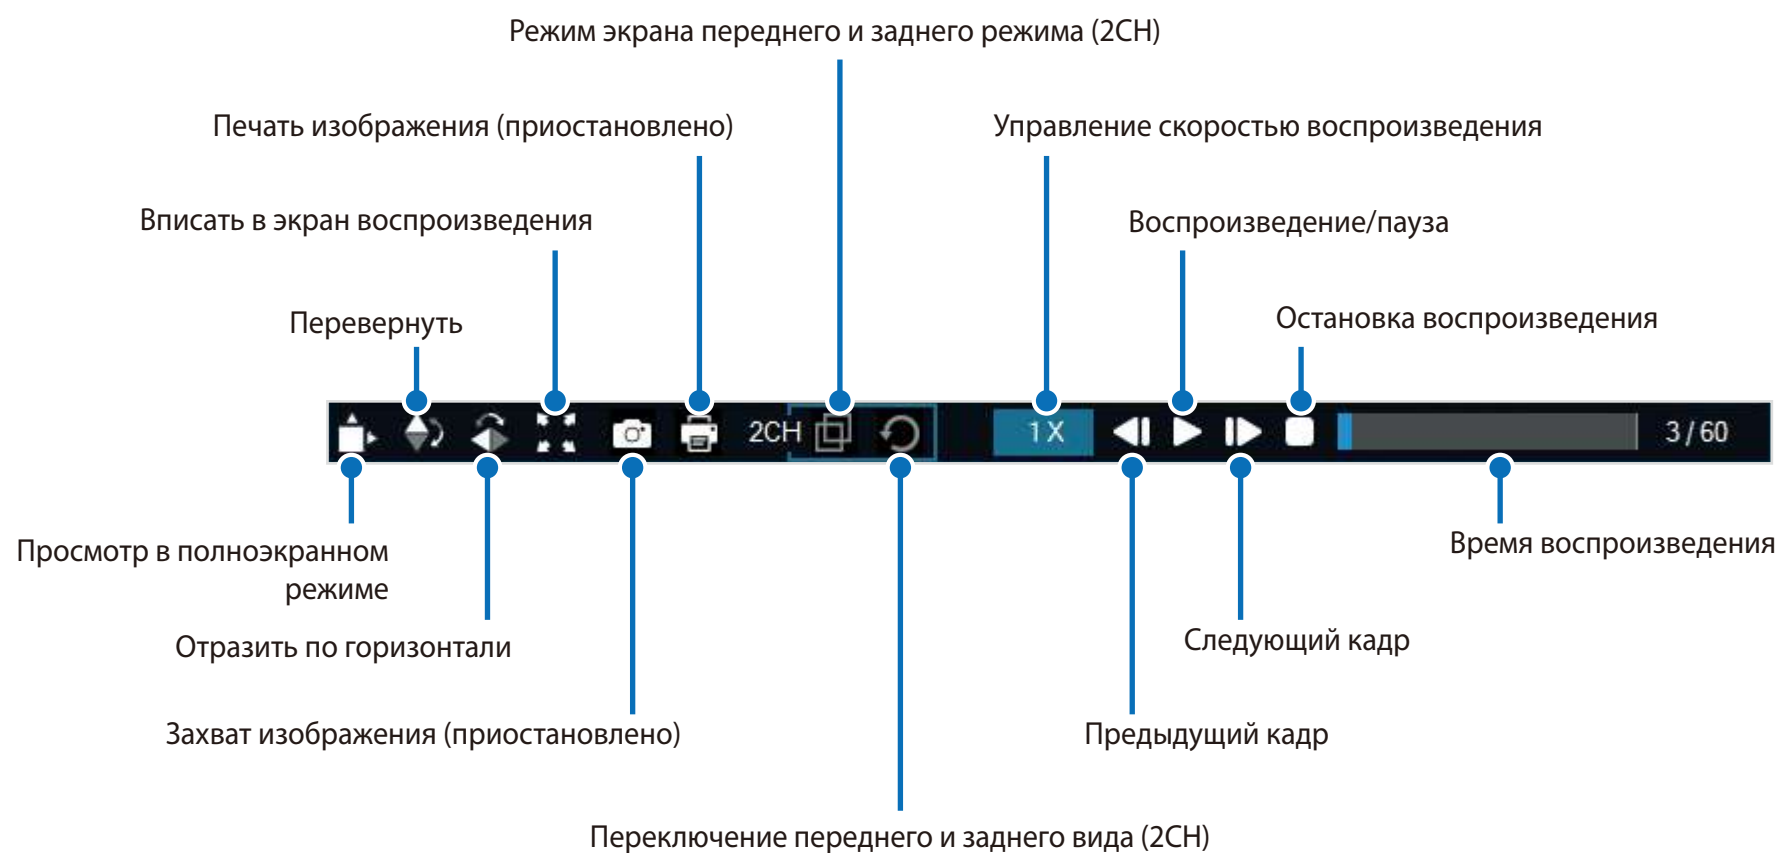 Режим экрана переднего и заднего режима (2CH)
Печать изображения (приостановлено)
Управление скоростью воспроизведения
Вписать в экран воспроизведения
Воспроизведение/пауза
Перевернуть
Остановка воспроизведения
2CH
1X
3 / 60
Просмотр в полноэкранном
режиме
Время воспроизведения
Отразить по горизонтали
Следующий кадр
Захват изображения (приостановлено)
Предыдущий кадр
Переключение переднего и заднего вида (2CH)